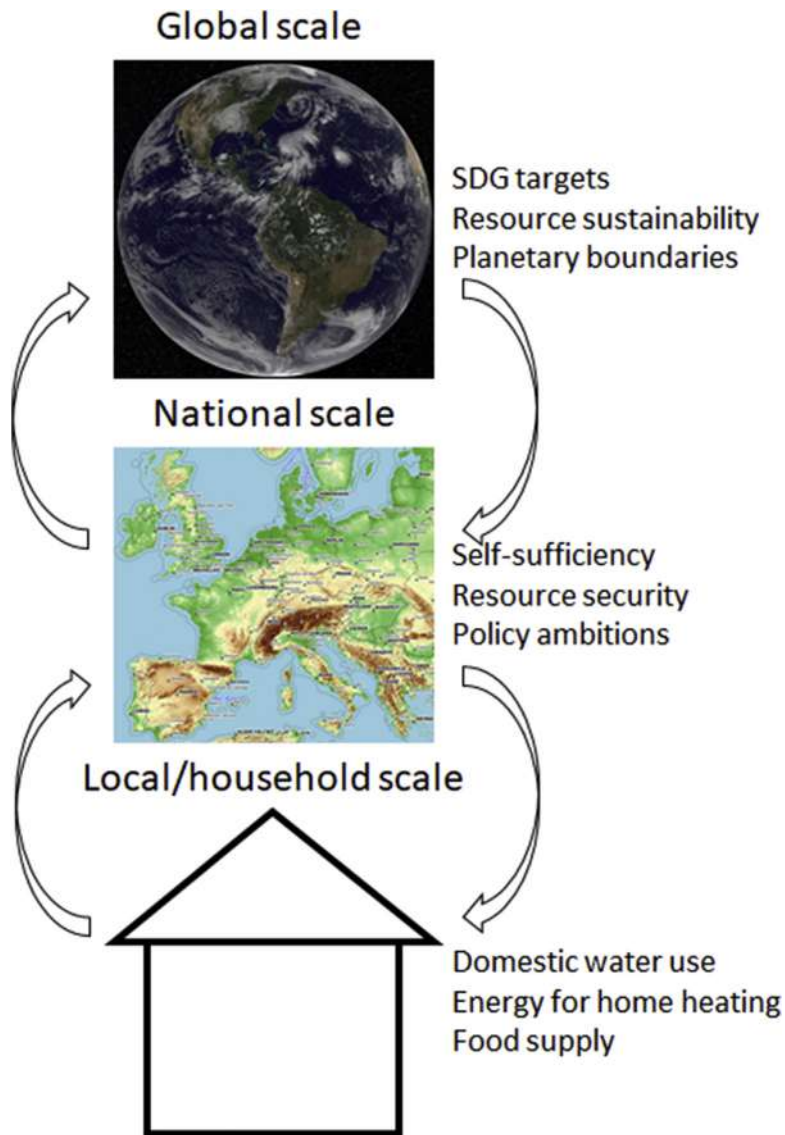 Global scale
SDG targets
Resource sustainability
Planetary boundaries
National scale
Self-sufficiency
Resource security
Policy ambitions
Local/household scale
Domestic water use
Energy for home heating
Food supply